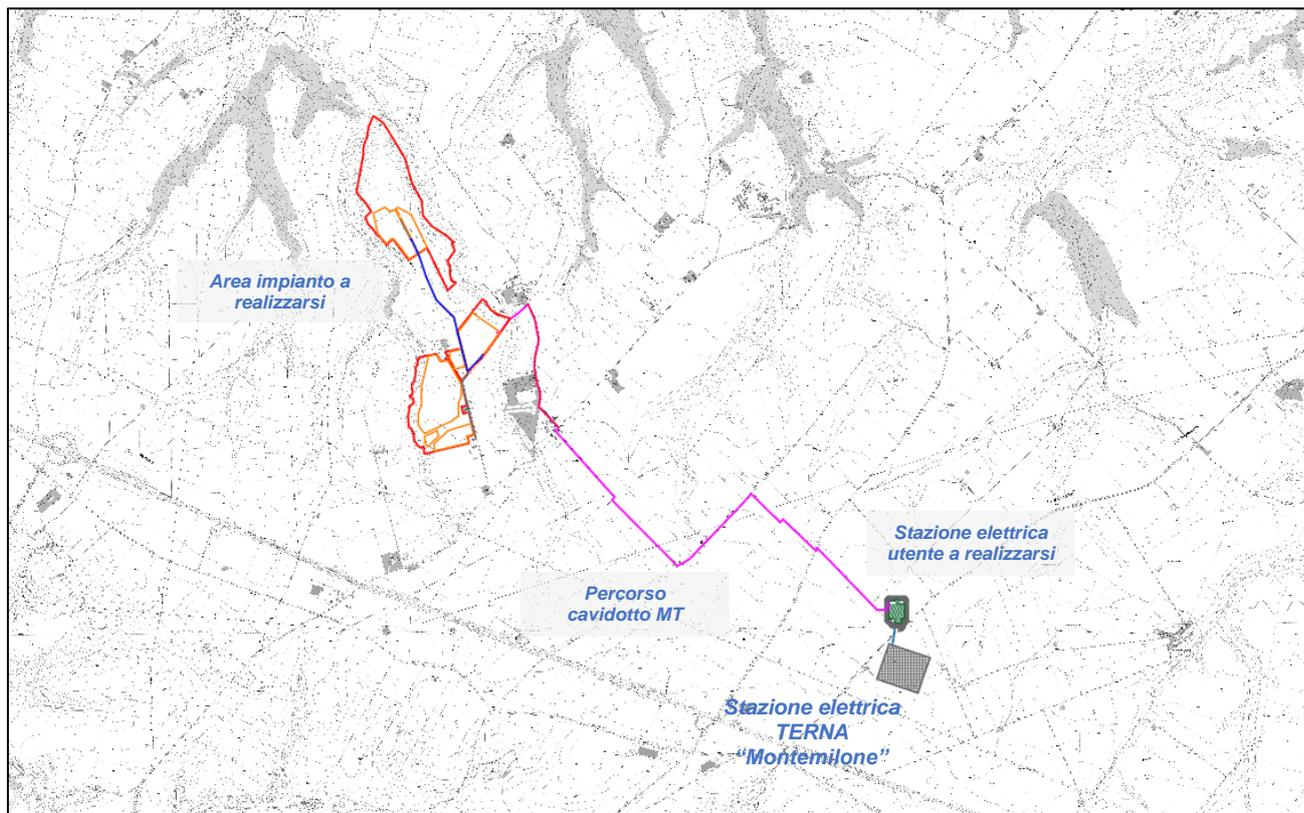 Area impianto a
realizzarsi
Stazione elettrica
utente a realizzarsi
Percorso
cavidotto MT
Stazione elettrica
TERNA
“Montemilone”